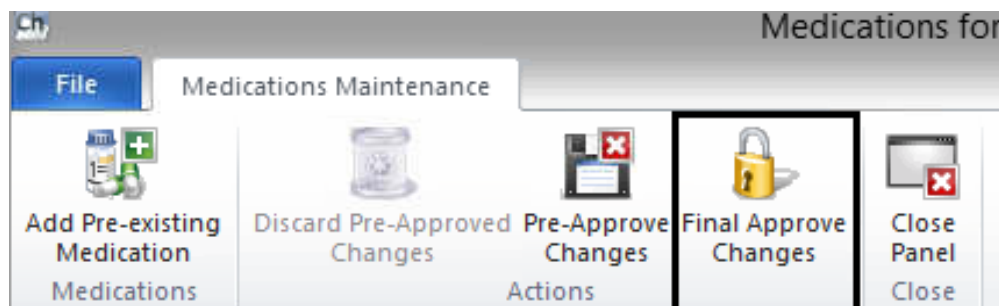 Medications for
File
Medications Maintenance
Add Pre-existing
Medication
Discard Pre-Approved
Changes
Pre-Approve
Changes
Final Approve
Changes
Close
Panel
Medications
Actions
Close